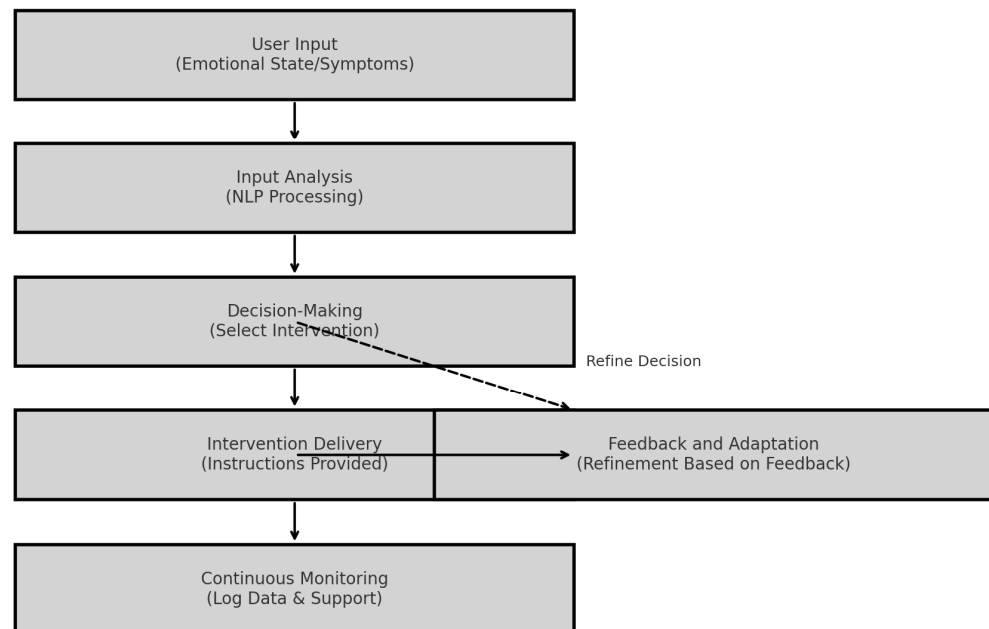 User Input
(Emotional State/Symptoms)
Input Analysis
(NLP Processing)
Decision-Making
(Select Intervention)
Refine Decision
Intervention Delivery
(Instructions Provided)
Feedback and Adaptation
(Refinement Based on Feedback)
Continuous Monitoring
(Log Data & Support)